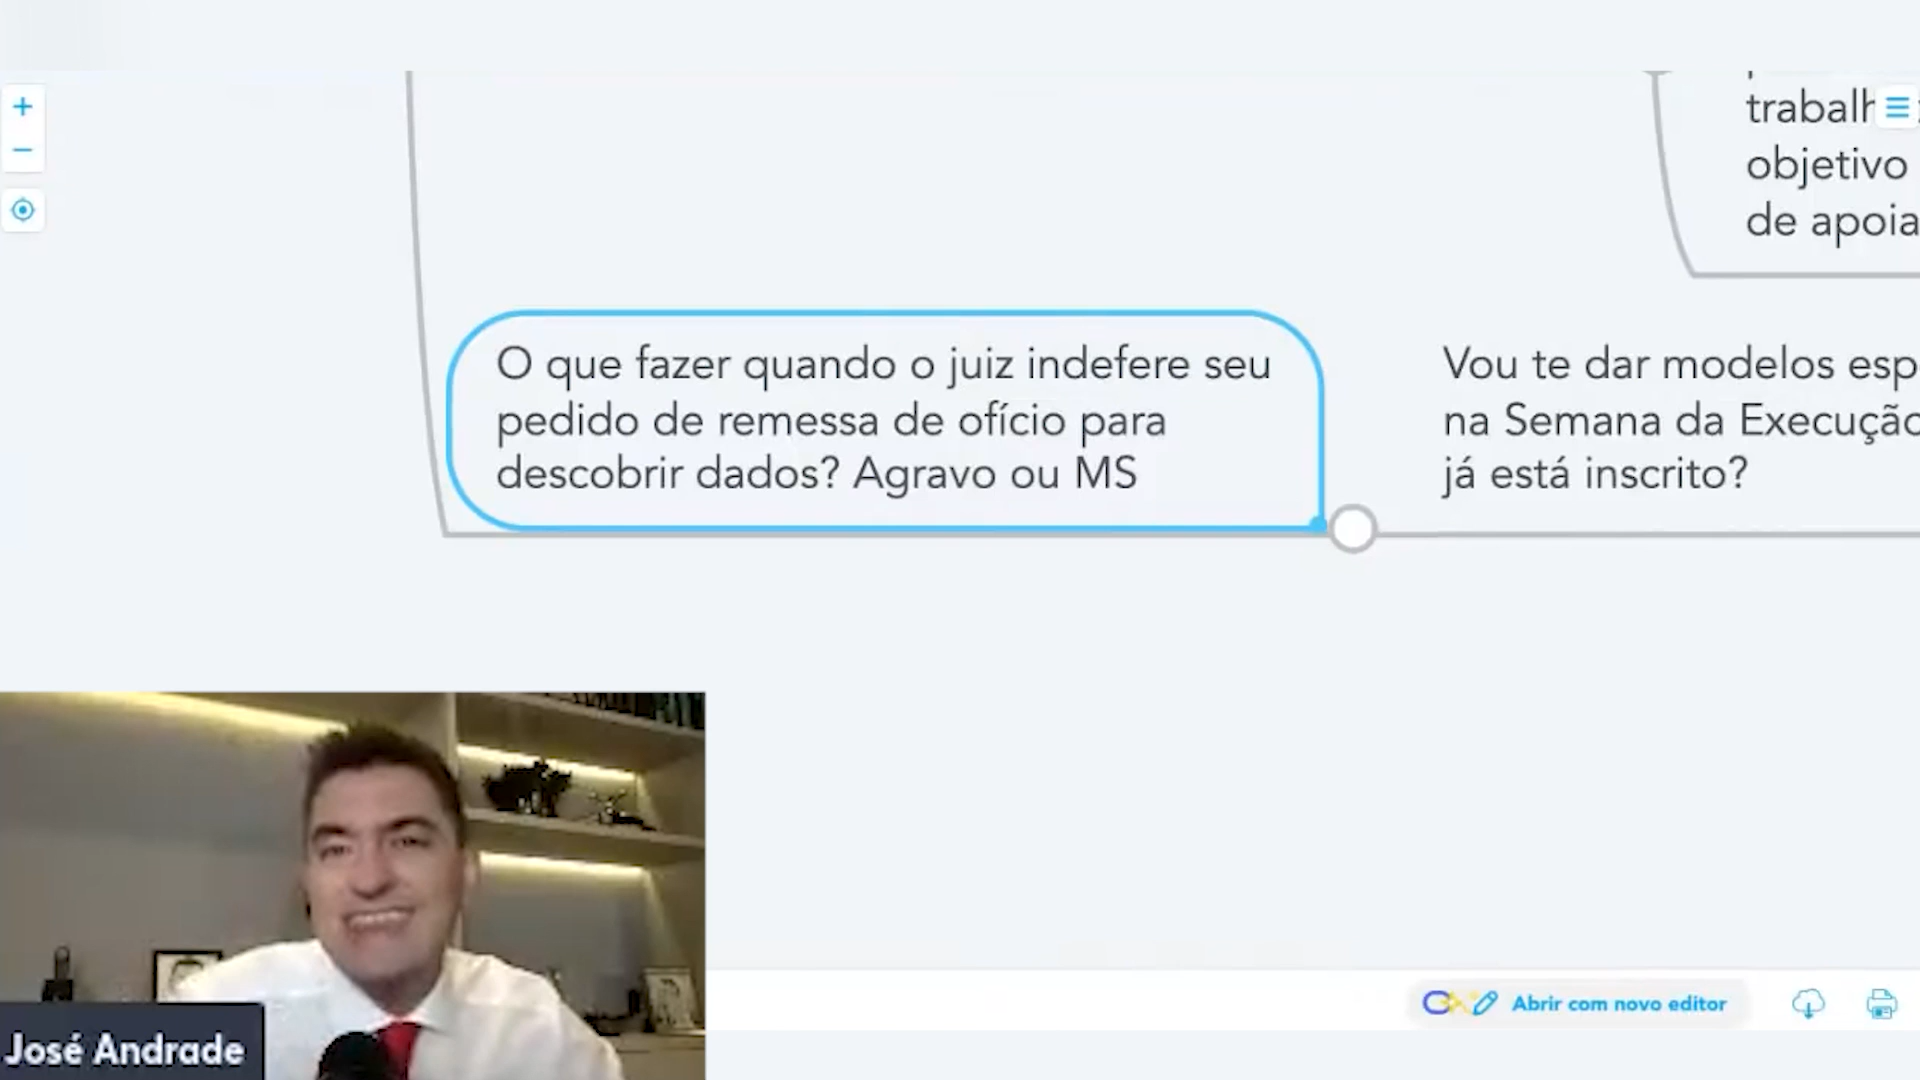 trabalh
objetivo
de apoia
O que fazer quando o juiz indefere seu
pedido de remessa de ofício para
descobrir dados? Agravo ou MS
Vou te dar modelos esp
na Semana da Execução
já está inscrito?
Abrir com novo editor
José Andrade